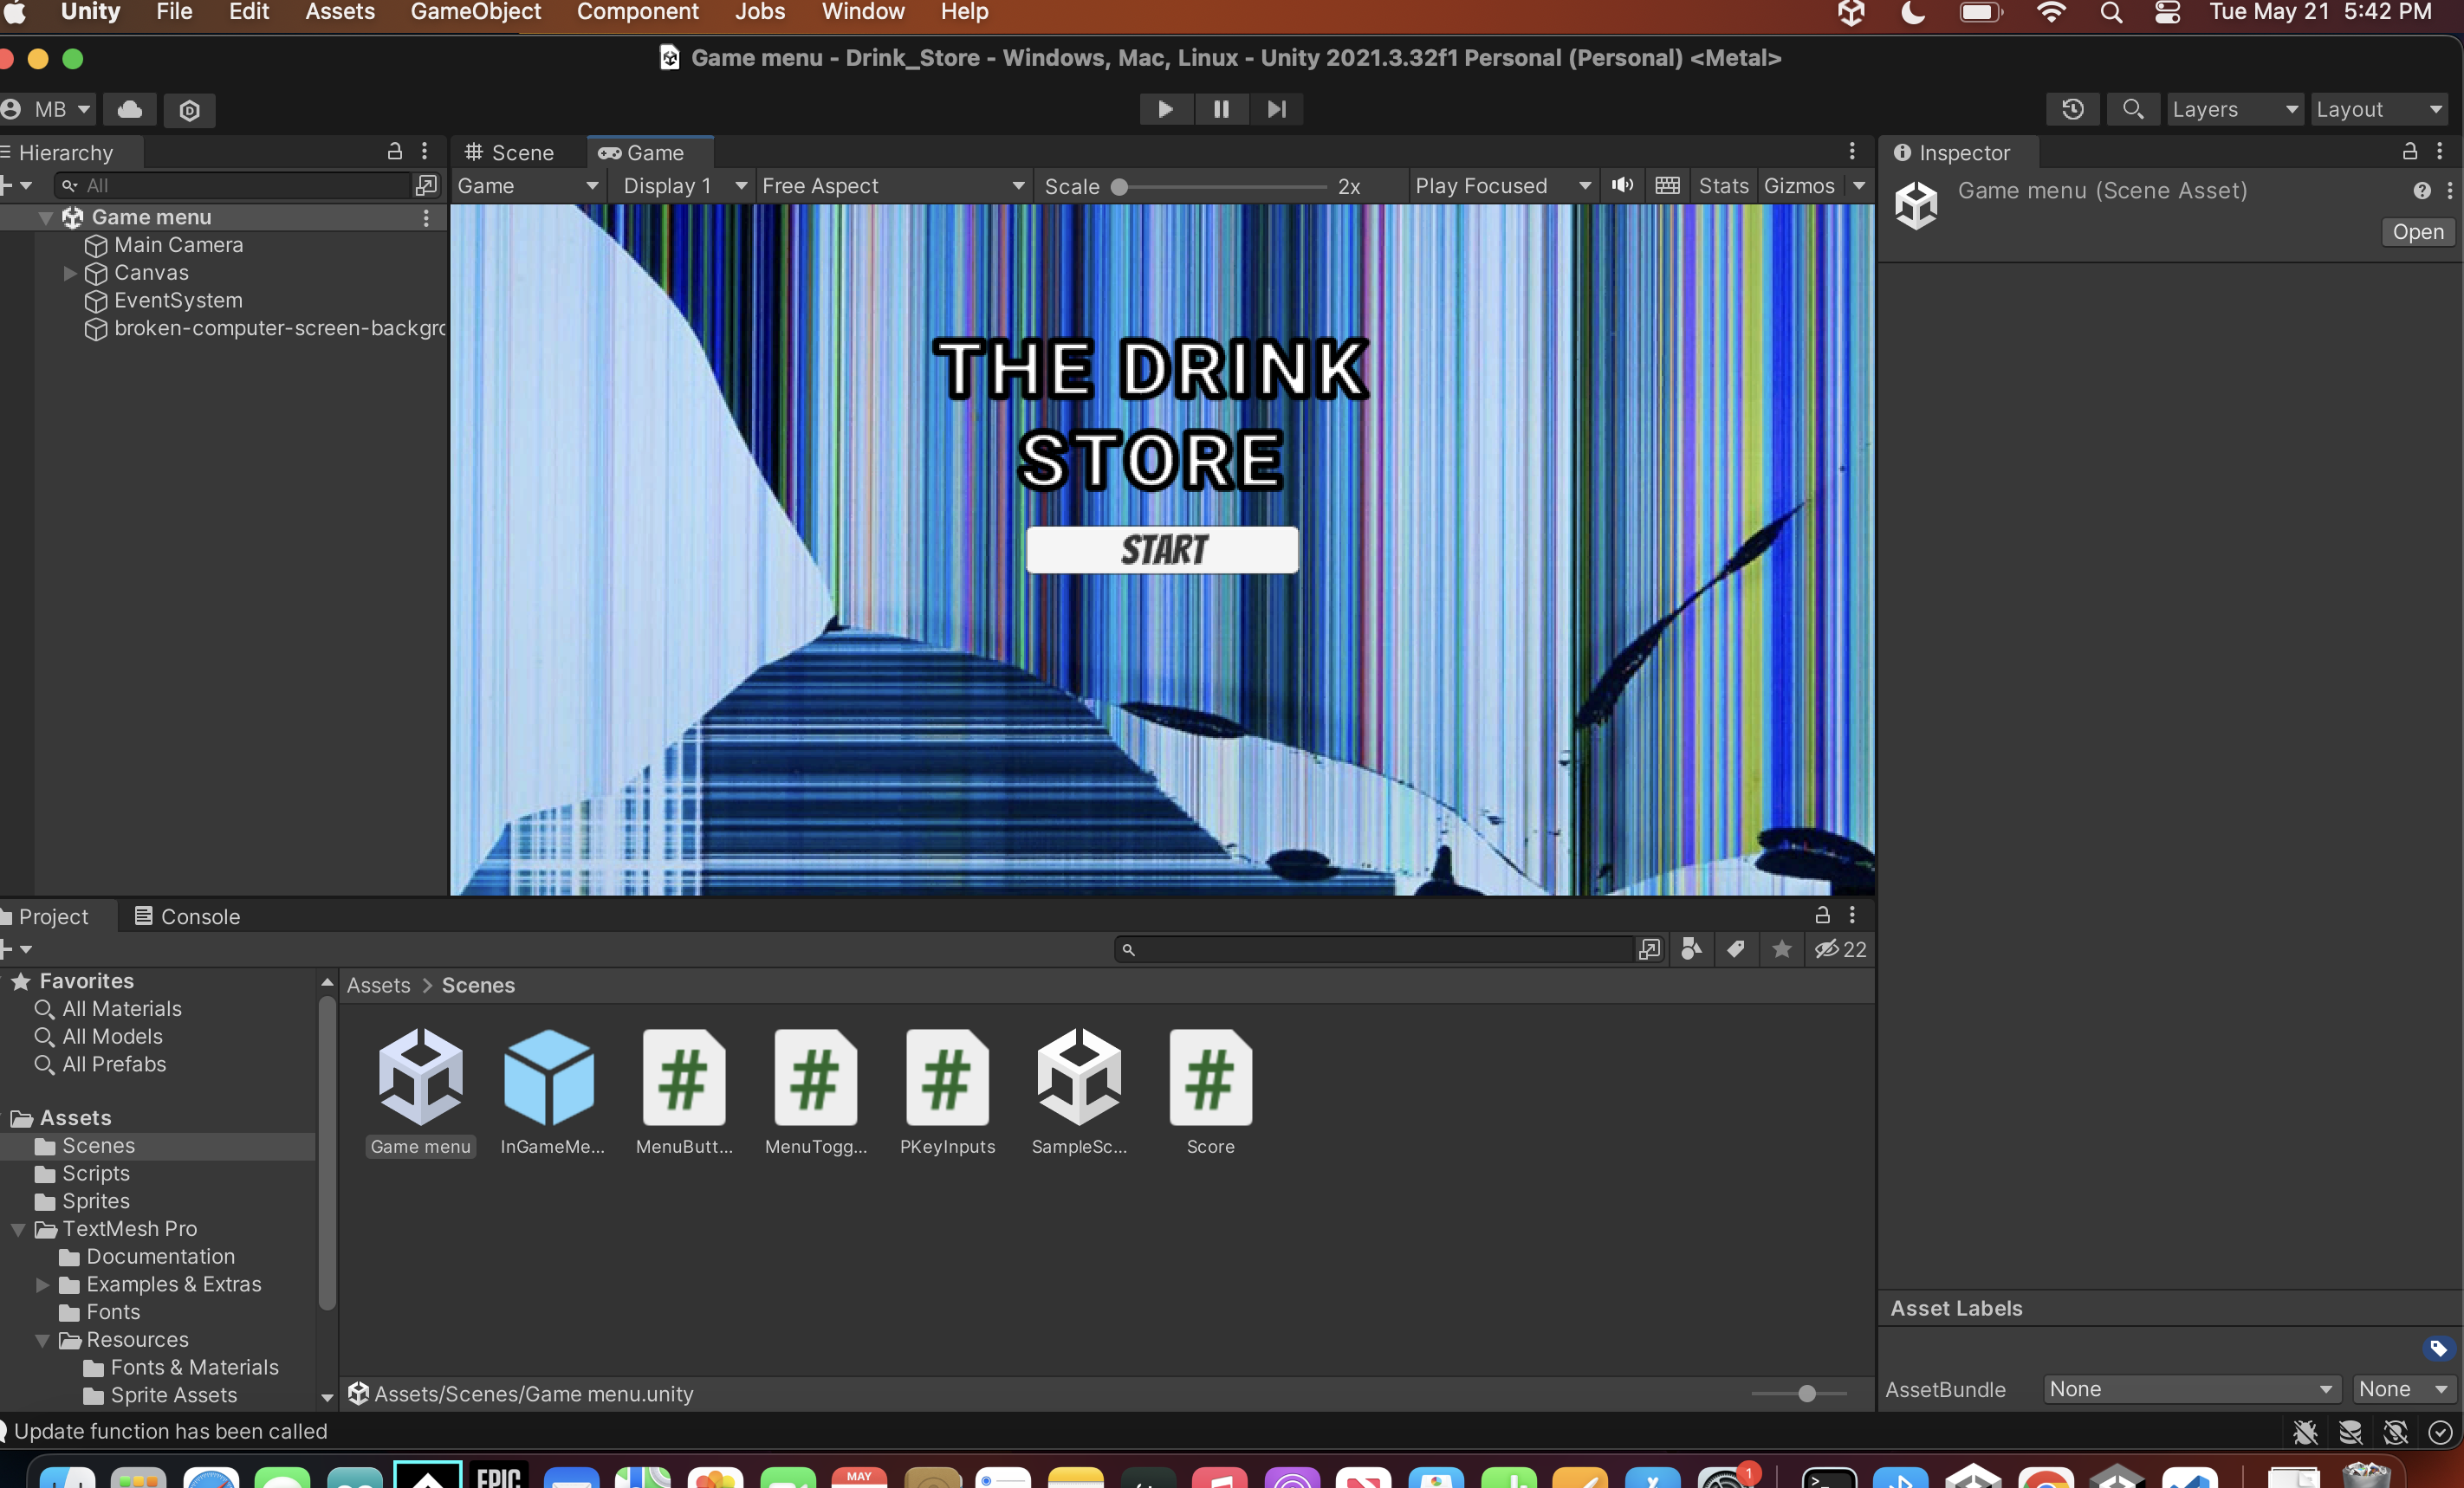 Unity File Edit Assets GameObject Component Jobs Window Help Tue May 21 5:42 PM
Game menu - Drink_Store - Windows, Mac, Linux - Unity 2021.3.32f1 Personal (Personal) <Metal>
MB Layers Layout
Hierarchy
All
Game menu
Main Camera
Canvas
EventSystem
broken-computer-screen-backgro
Scene Game
Game Display 1 Free Aspect Scale 2x Play Focused Stats Gizmos
THE DRINK
STORE
START
Inspector
Game menu (Scene Asset)
Open
Project Console
22
Favorites
All Materials
All Models
All Prefabs
Assets
Scenes
Scripts
Sprites
TextMesh Pro
Documentation
Examples & Extras
Fonts
Resources
Fonts & Materials
Sprite Assets
Assets > Scenes
Game menu InGameMe... MenuButt... MenuTogg... PKeyInputs SampleSc... Score
Assets/Scenes/Game menu.unity
Asset Labels
AssetBundle None None
Update function has been called
EPIC
MAY
1